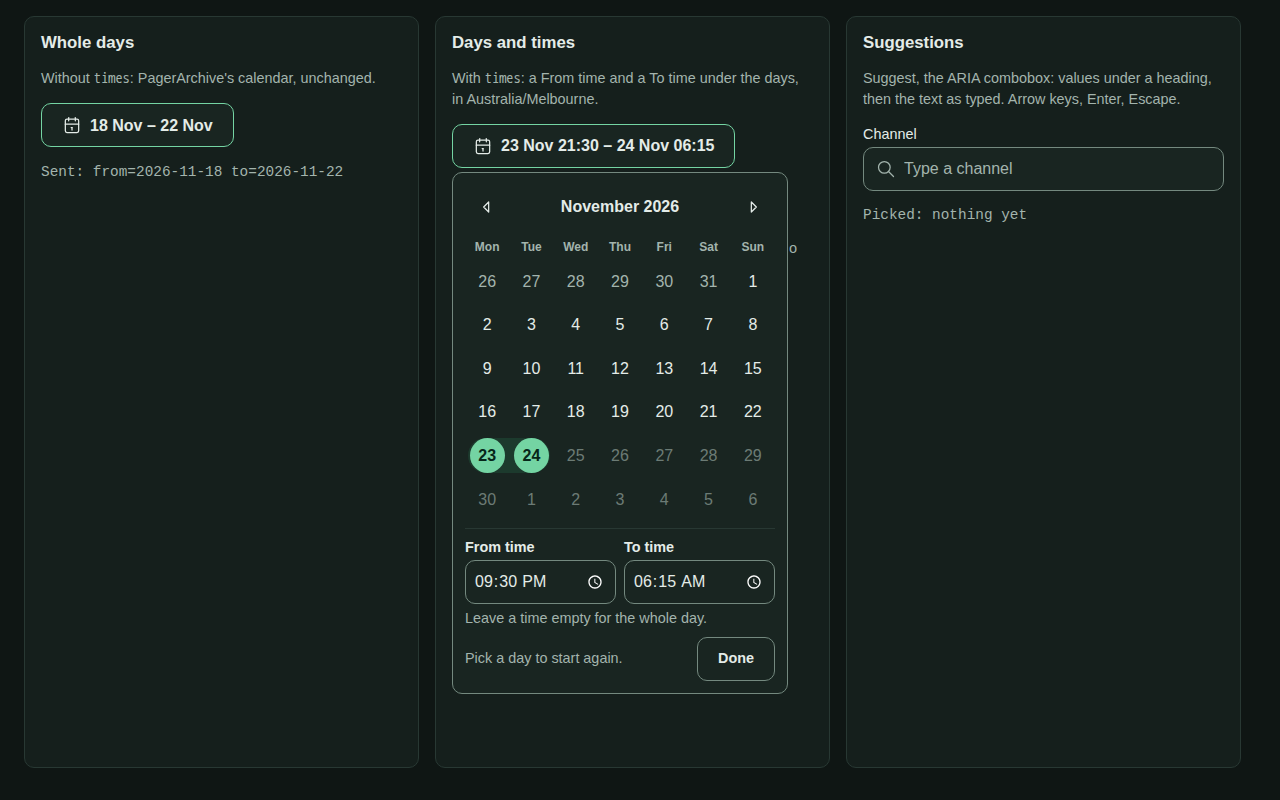 Whole days
Without times: PagerArchive's calendar, unchanged.
18 Nov – 22 Nov
Sent: from=2026-11-18 to=2026-11-22
Days and times
With times: a From time and a To time under the days,
in Australia/Melbourne.
23 Nov 21:30 – 24 Nov 06:15
November 2026
Mon Tue Wed Thu Fri Sat Sun
26 27 28 29 30 31 1
2 3 4 5 6 7 8
9 10 11 12 13 14 15
16 17 18 19 20 21 22
23 24 25 26 27 28 29
30 1 2 3 4 5 6
From time To time
09:30 PM 06:15 AM
Leave a time empty for the whole day.
Pick a day to start again. Done
Suggestions
Suggest, the ARIA combobox: values under a heading,
then the text as typed. Arrow keys, Enter, Escape.
Channel
Type a channel
Picked: nothing yet